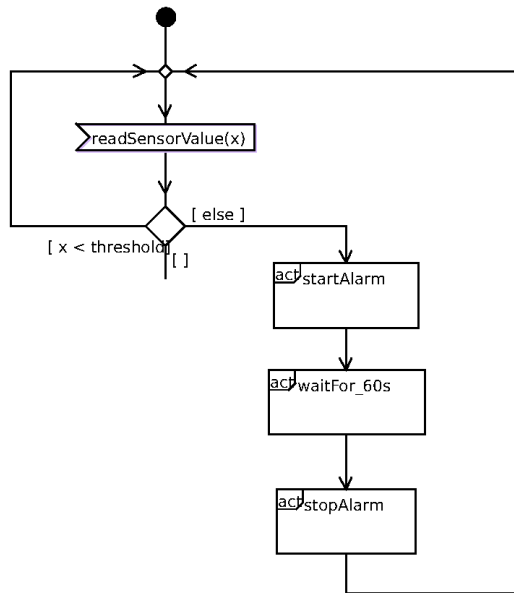 readSensorValue(x)
[ else ]
[ x < threshold]
[ ]
act startAlarm
act waitFor_60s
act stopAlarm